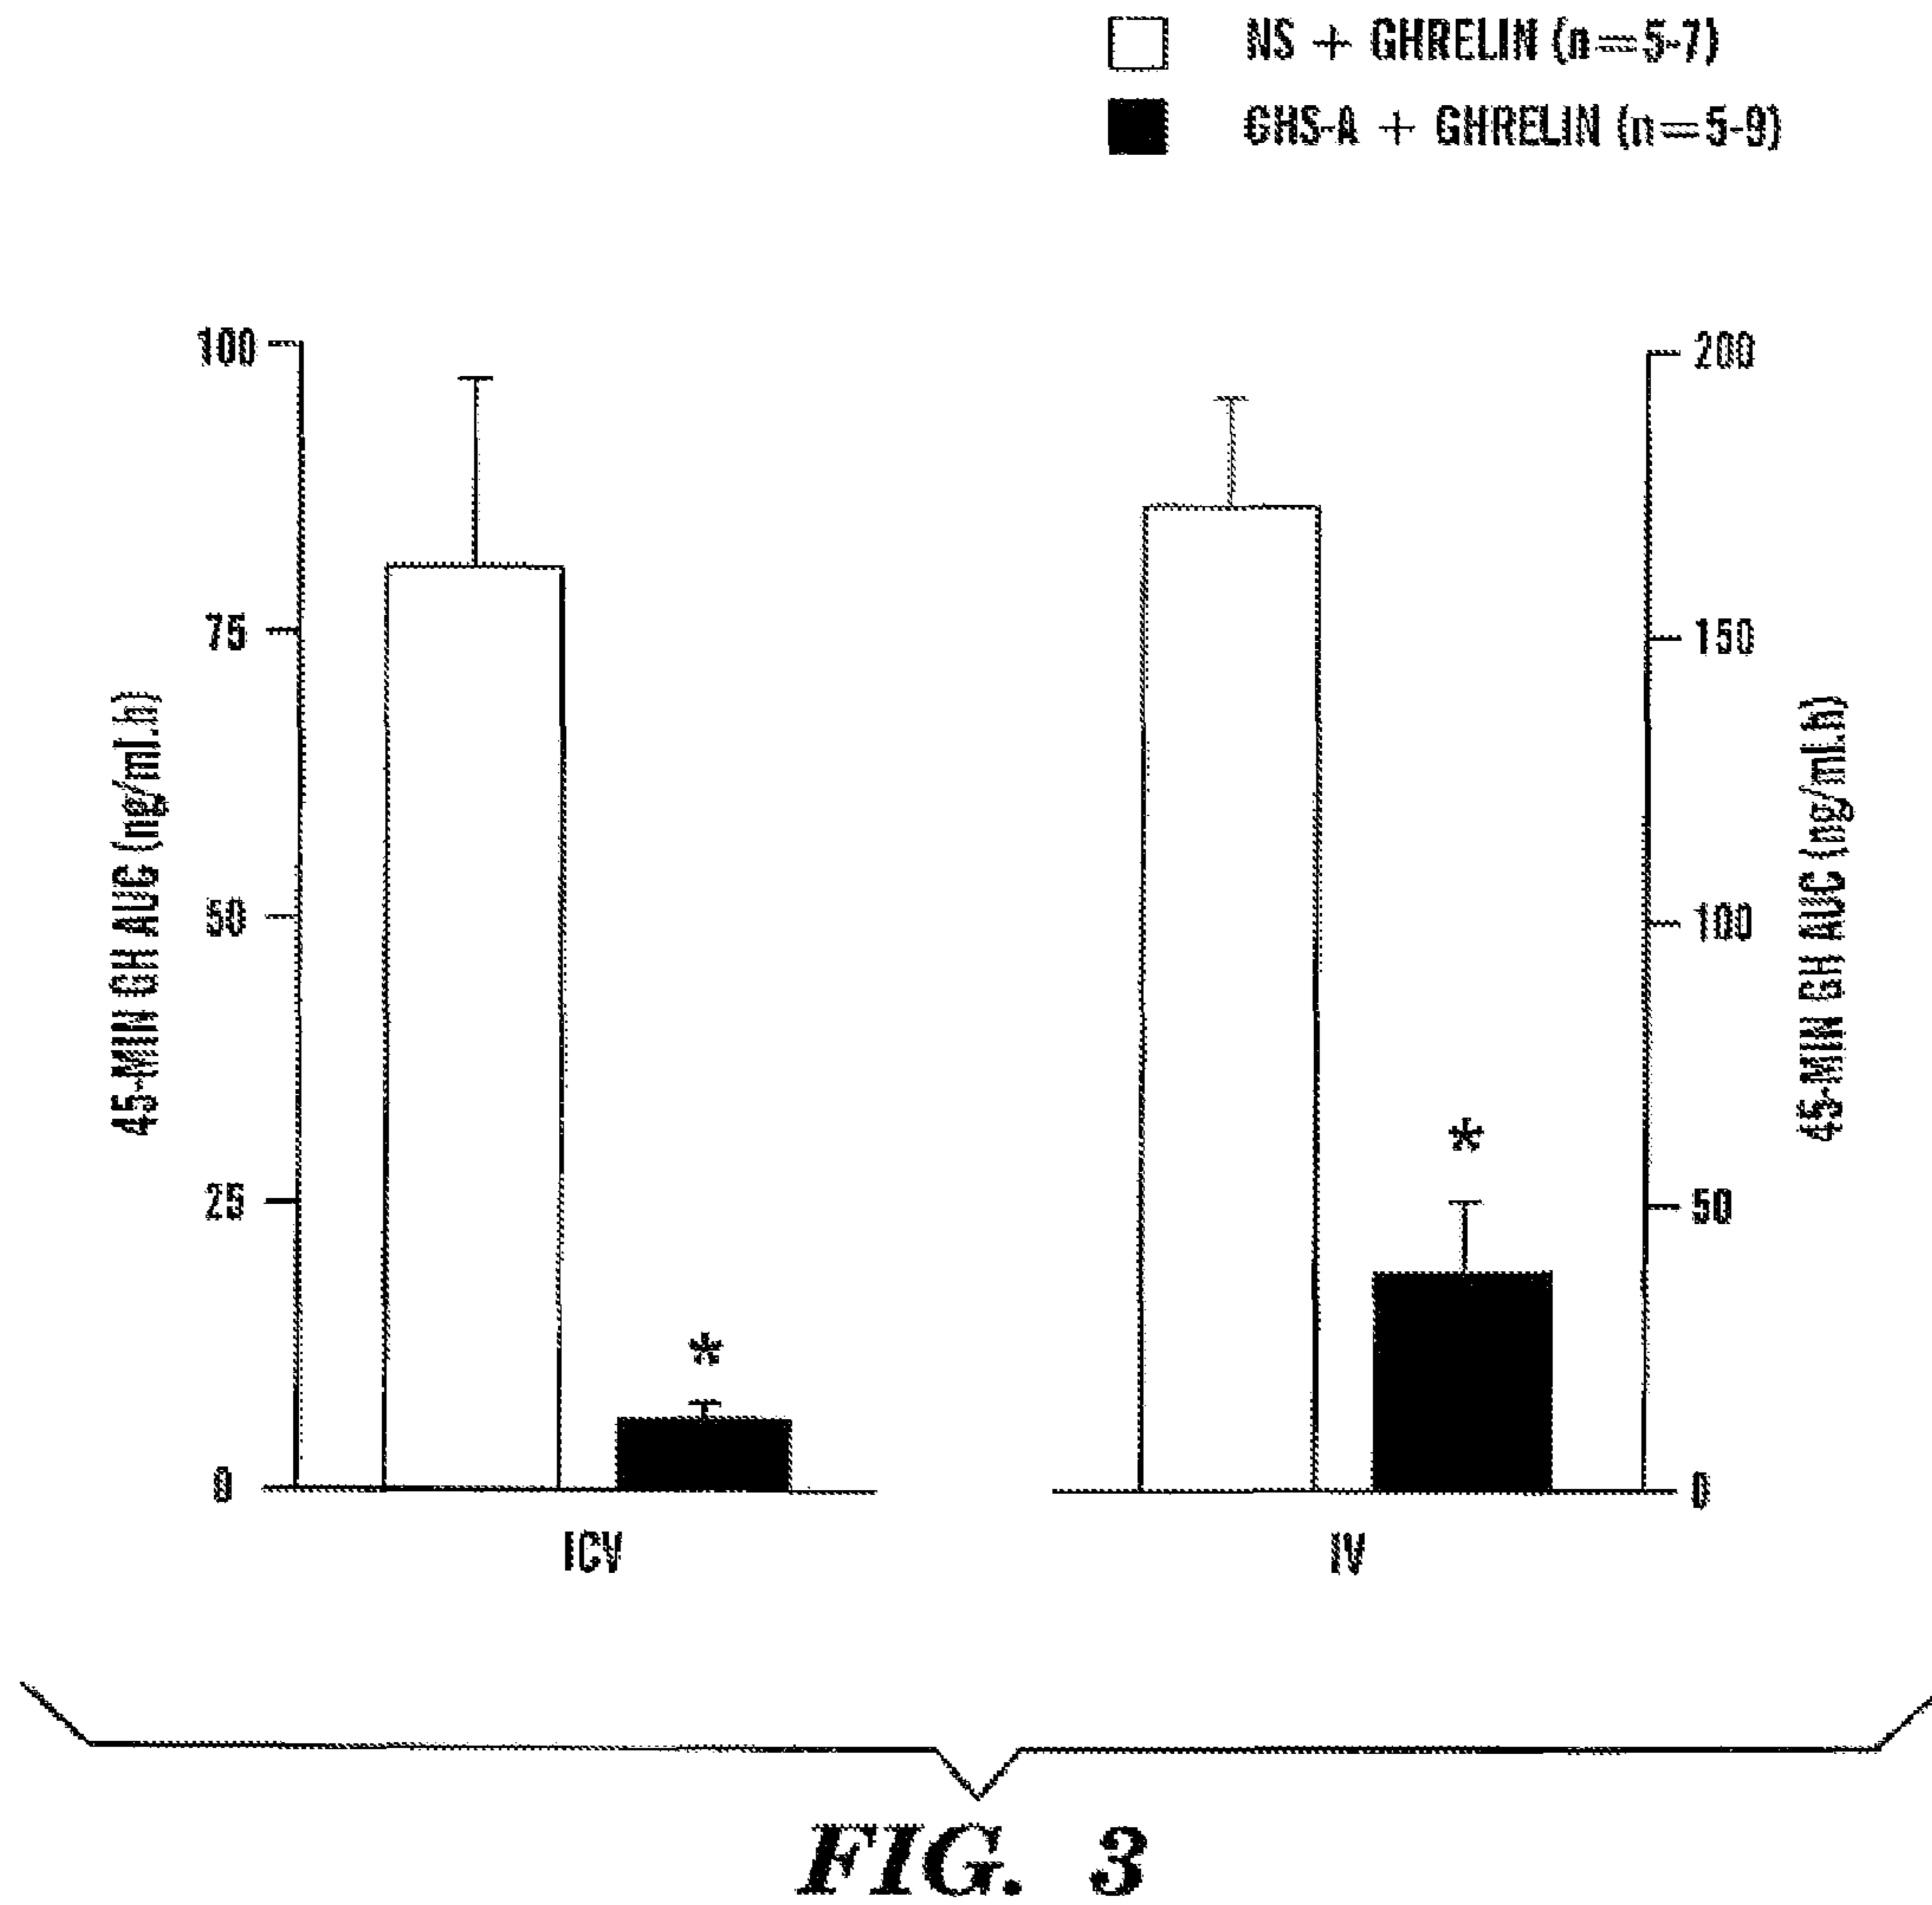 NS + GHRELIN (n=5-7)
GHS-A + GHRELIN (n=5-9)
100
75
50
25
0
45-MIN GH AUC (ng/ml.h)
*
ICV
*
IV
200
150
100
50
0
45-MIN GH AUC (ng/ml.h)
FIG. 3